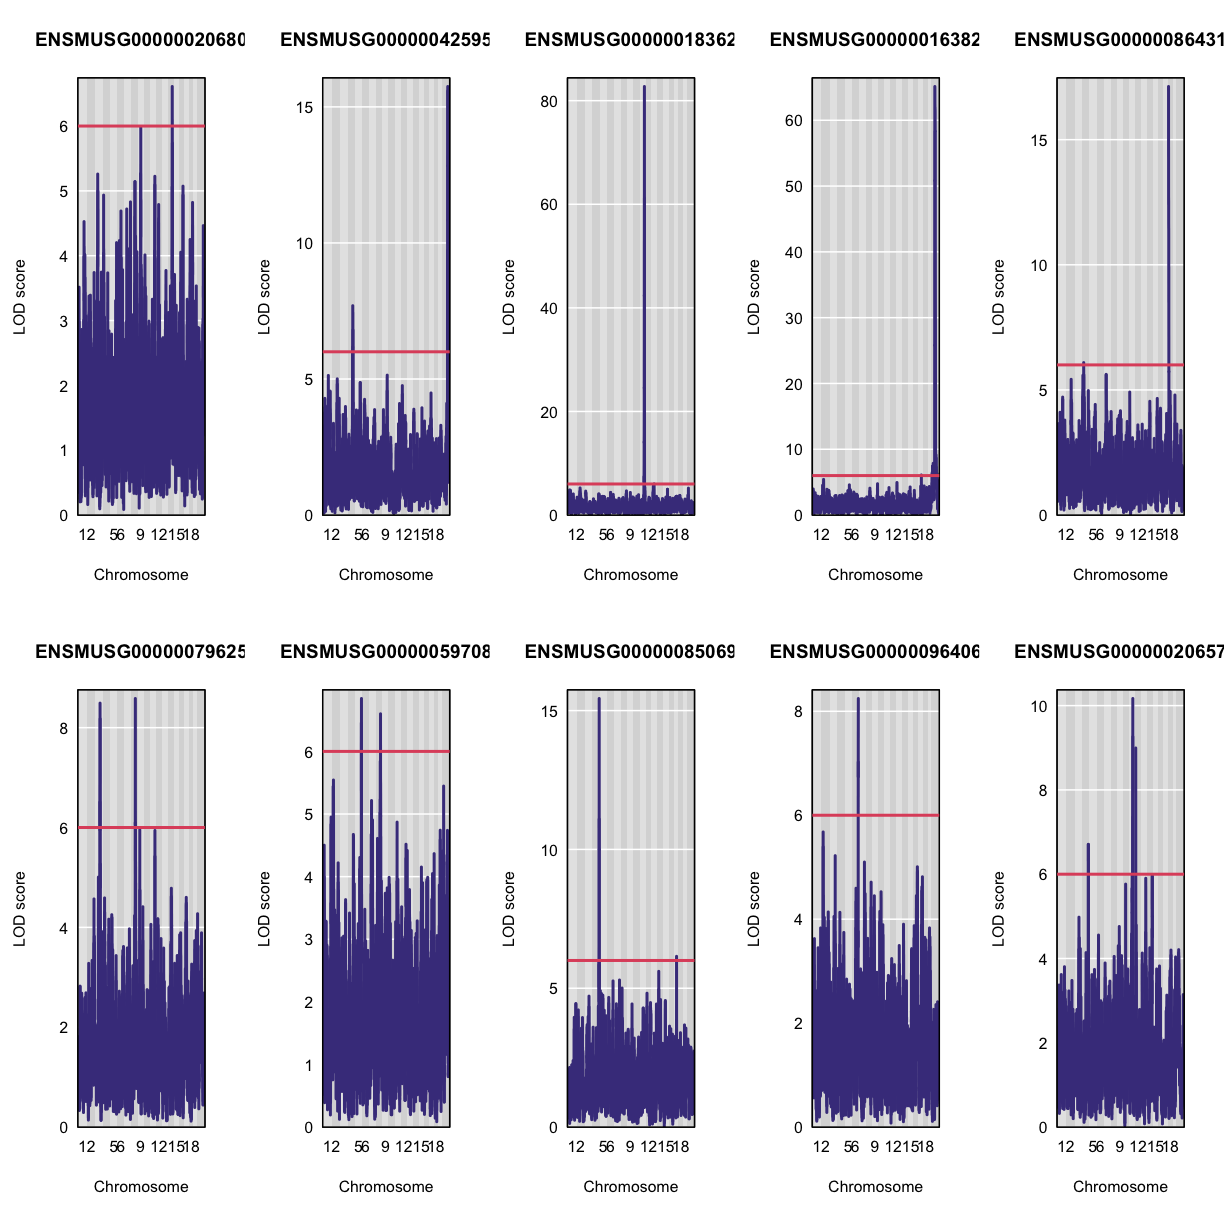 ENSMUSG00000020680 ENSMUSG00000042595 ENSMUSG00000018362 ENSMUSG00000016382 ENSMUSG00000086431
LOD score
0 1 2 3 4 5 6
12 56 9 121518
Chromosome
LOD score
0 5 10 15
12 56 9 121518
Chromosome
LOD score
0 20 40 60 80
12 56 9 121518
Chromosome
LOD score
0 10 20 30 40 50 60
12 56 9 121518
Chromosome
LOD score
0 5 10 15
12 56 9 121518
Chromosome
ENSMUSG00000079625 ENSMUSG00000059708 ENSMUSG00000085069 ENSMUSG00000096406 ENSMUSG00000020657
LOD score
0 2 4 6 8
12 56 9 121518
Chromosome
LOD score
0 1 2 3 4 5 6
12 56 9 121518
Chromosome
LOD score
0 5 10 15
12 56 9 121518
Chromosome
LOD score
0 2 4 6 8
12 56 9 121518
Chromosome
LOD score
0 2 4 6 8 10
12 56 9 121518
Chromosome